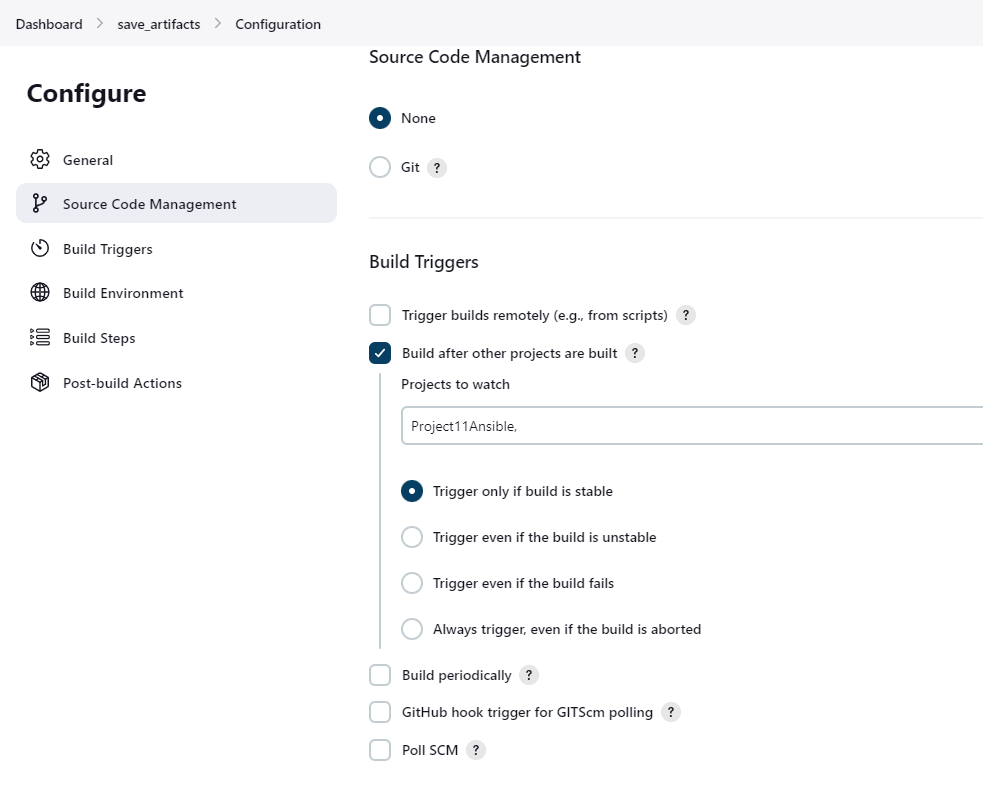 Dashboard > save_artifacts > Configuration
Configure
General
Source Code Management
Build Triggers
Build Environment
Build Steps
Post-build Actions
Source Code Management
None
Git ?
Build Triggers
Trigger builds remotely (e.g., from scripts) ?
Build after other projects are built ?
Projects to watch
Project11Ansible,
Trigger only if build is stable
Trigger even if the build is unstable
Trigger even if the build fails
Always trigger, even if the build is aborted
Build periodically ?
GitHub hook trigger for GITScm polling ?
Poll SCM ?